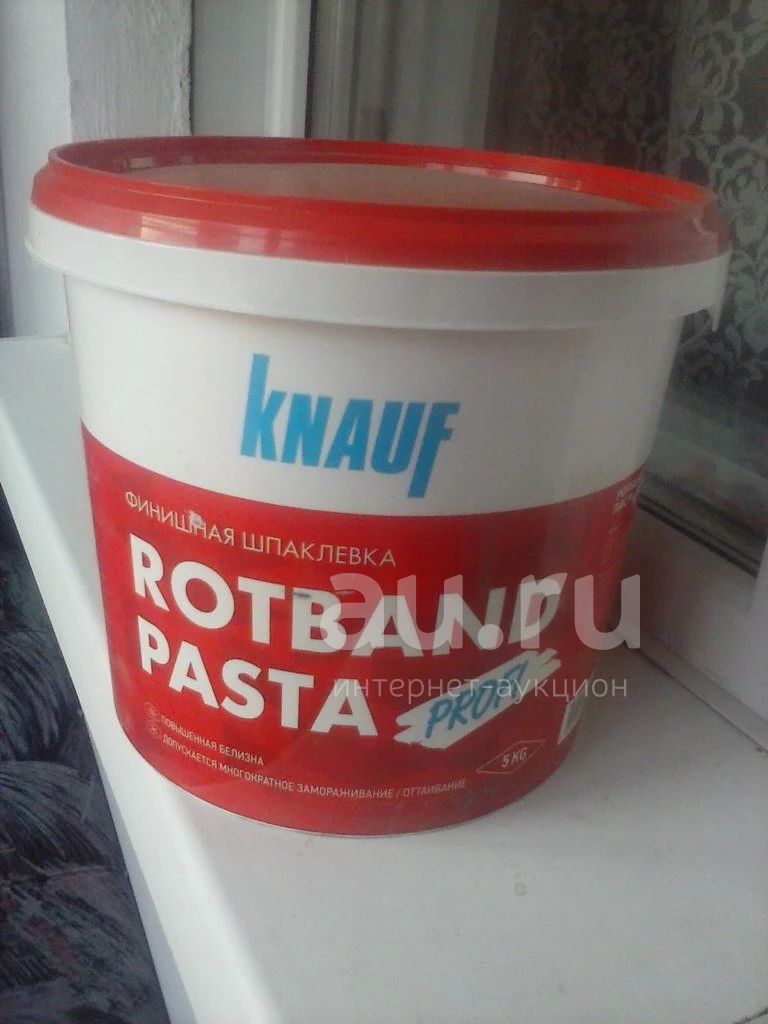 KNAUF
ФИНИШНАЯ ШПАКЛЕВКА
ROTBAND
PASTA
PROFI
ПОВЫШЕННАЯ БЕЛИЗНА
ДОПУСКАЕТСЯ МНОГОКРАТНОЕ ЗАМОРАЖИВАНИЕ / ОТТАИВАНИЕ
5 KG
au.ru
интернет-аукцион